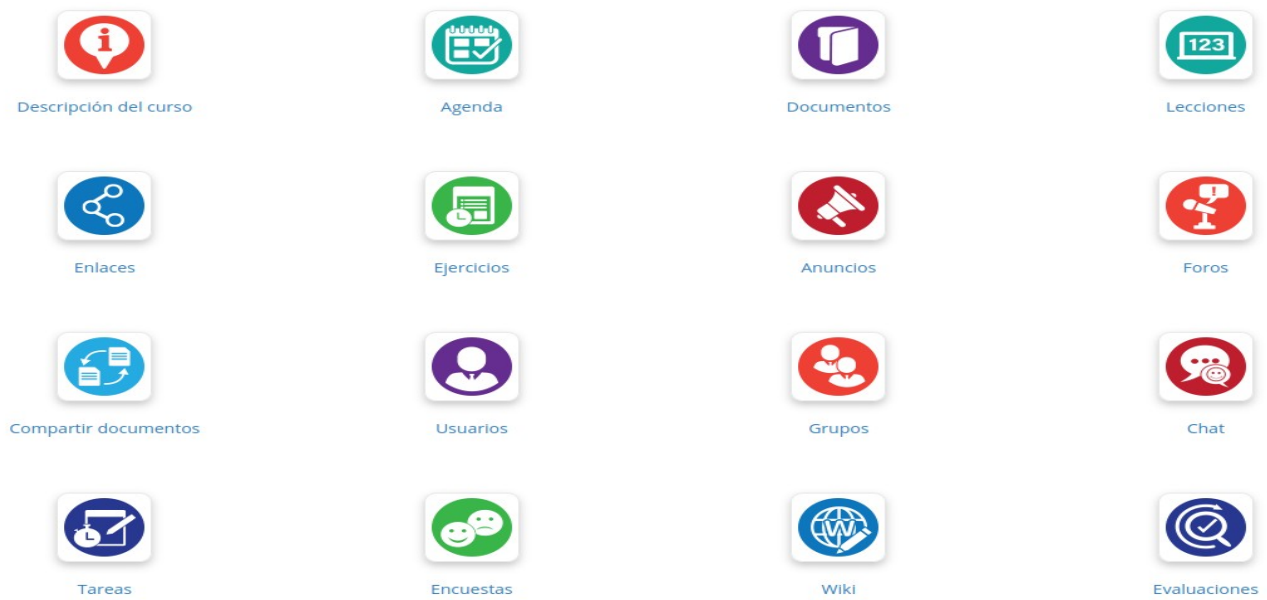 i
123
Descripción del curso
Agenda
Documentos
Lecciones
!
Enlaces
Ejercicios
Anuncios
Foros
Compartir documentos
Usuarios
Grupos
Chat
W
Tareas
Encuestas
Wiki
Evaluaciones